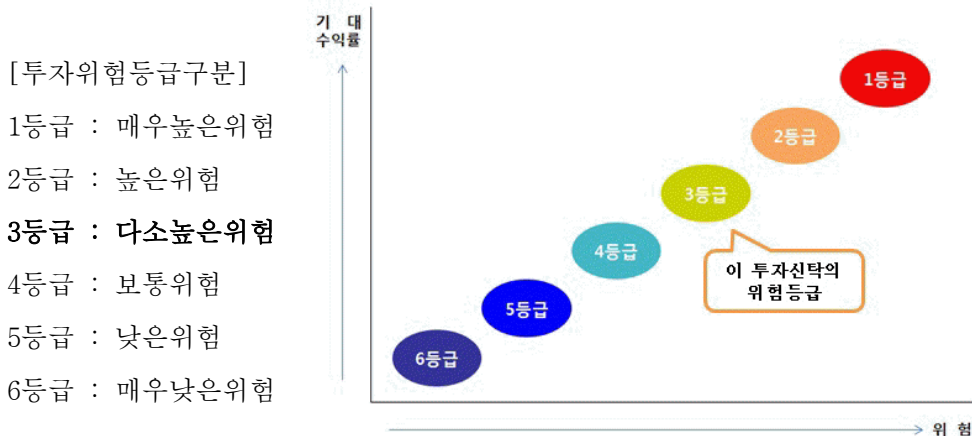 [투자위험등급구분]
1등급 : 매우높은위험
2등급 : 높은위험
3등급 : 다소높은위험
4등급 : 보통위험
5등급 : 낮은위험
6등급 : 매우낮은위험
기 대
수익률
1등급
2등급
3등급
4등급
5등급
6등급
이 투자신탁의
위험등급
위 험